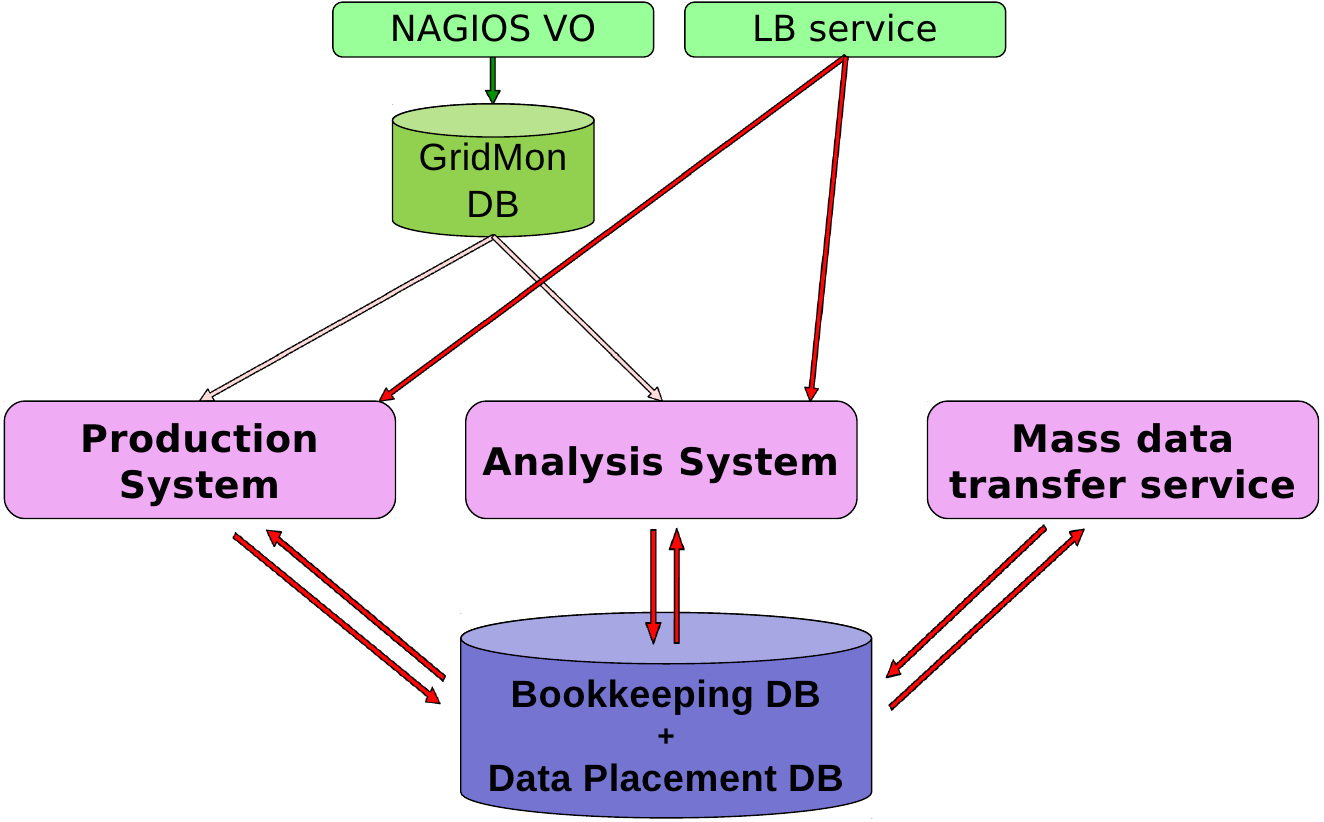 NAGIOS VO
LB service
GridMon
DB
Production
System
Analysis System
Mass data
transfer service
Bookkeeping DB
+
Data Placement DB